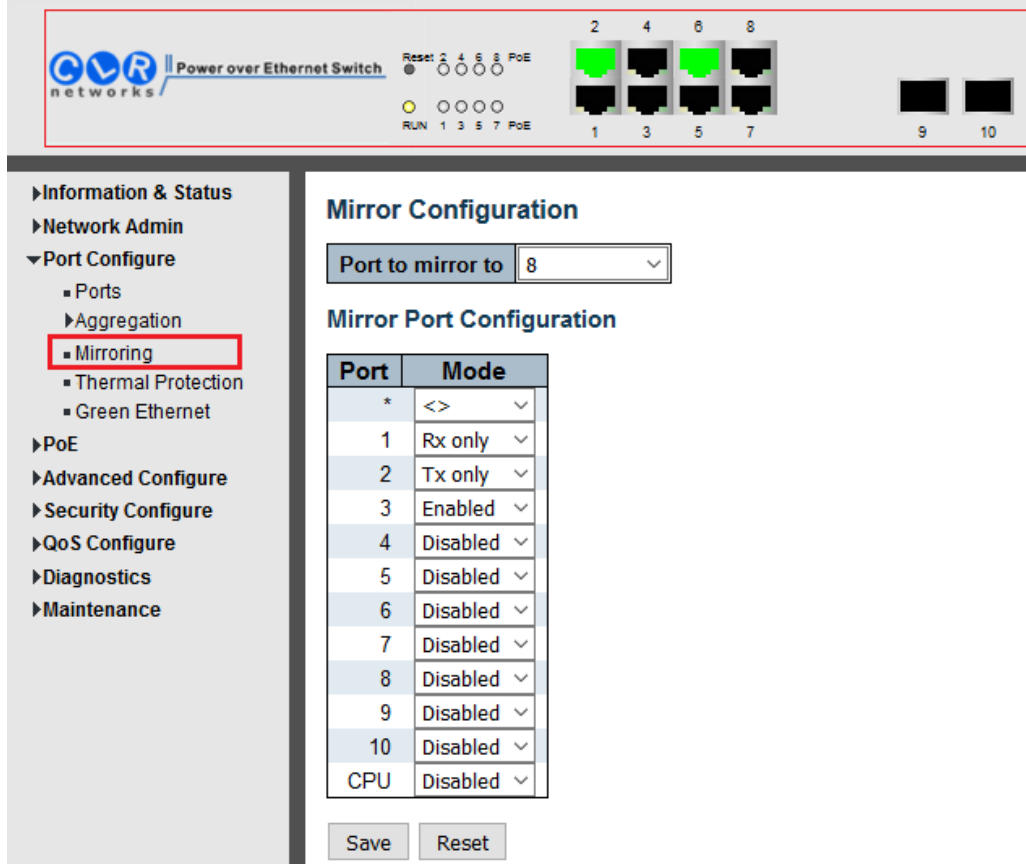 2 4 6 8
Reset 2 4 6 8 PoE
CLR Power over Ethernet Switch
networks
RUN 1 3 5 7 PoE
1 3 5 7 9 10
Information & Status
Network Admin
Port Configure
Ports
Aggregation
Mirroring
Thermal Protection
Green Ethernet
PoE
Advanced Configure
Security Configure
QoS Configure
Diagnostics
Maintenance
Mirror Configuration
Port to mirror to 8
Mirror Port Configuration
Port Mode
* <>
1 Rx only
2 Tx only
3 Enabled
4 Disabled
5 Disabled
6 Disabled
7 Disabled
8 Disabled
9 Disabled
10 Disabled
CPU Disabled
Save Reset